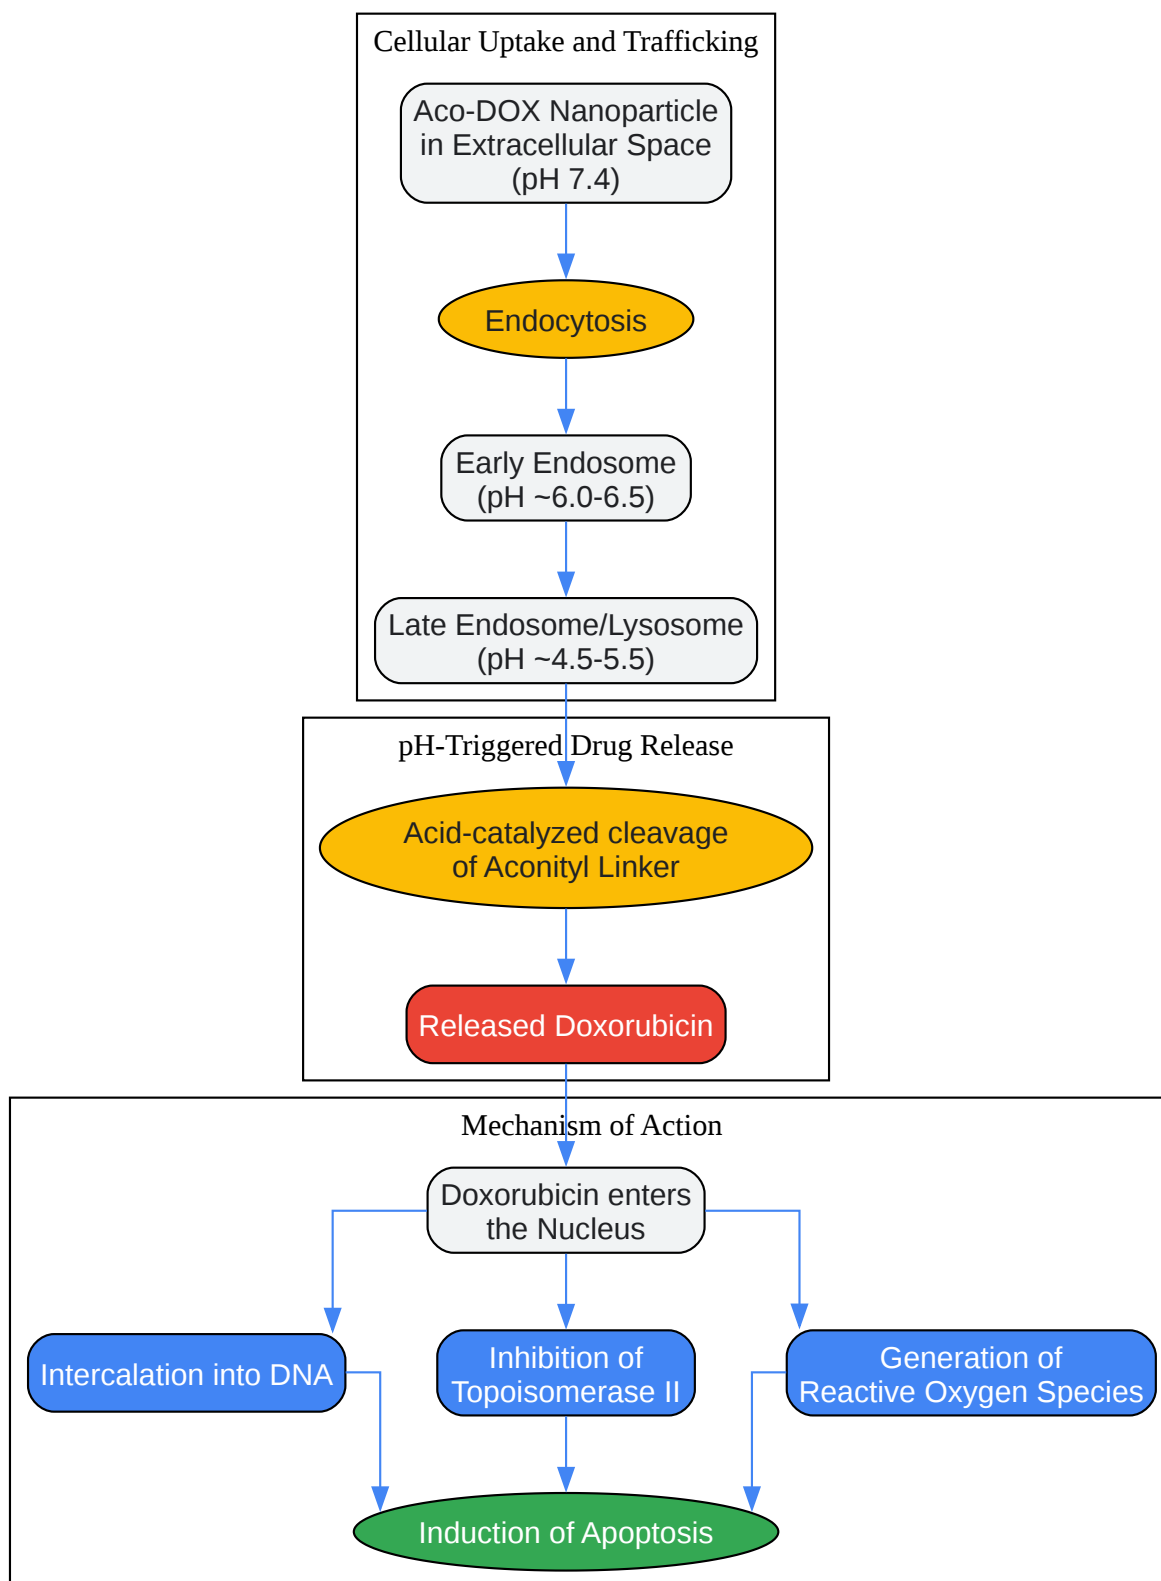 Cellular Uptake and Trafficking
Aco-DOX Nanoparticle
in Extracellular Space
(pH 7.4)
Endocytosis
Early Endosome
(pH ~6.0-6.5)
Late Endosome/Lysosome
(pH ~4.5-5.5)
pH-Triggered Drug Release
Acid-catalyzed cleavage
of Aconityl Linker
Released Doxorubicin
Mechanism of Action
Doxorubicin enters
the Nucleus
Intercalation into DNA
Inhibition of
Topoisomerase II
Generation of
Reactive Oxygen Species
Induction of Apoptosis